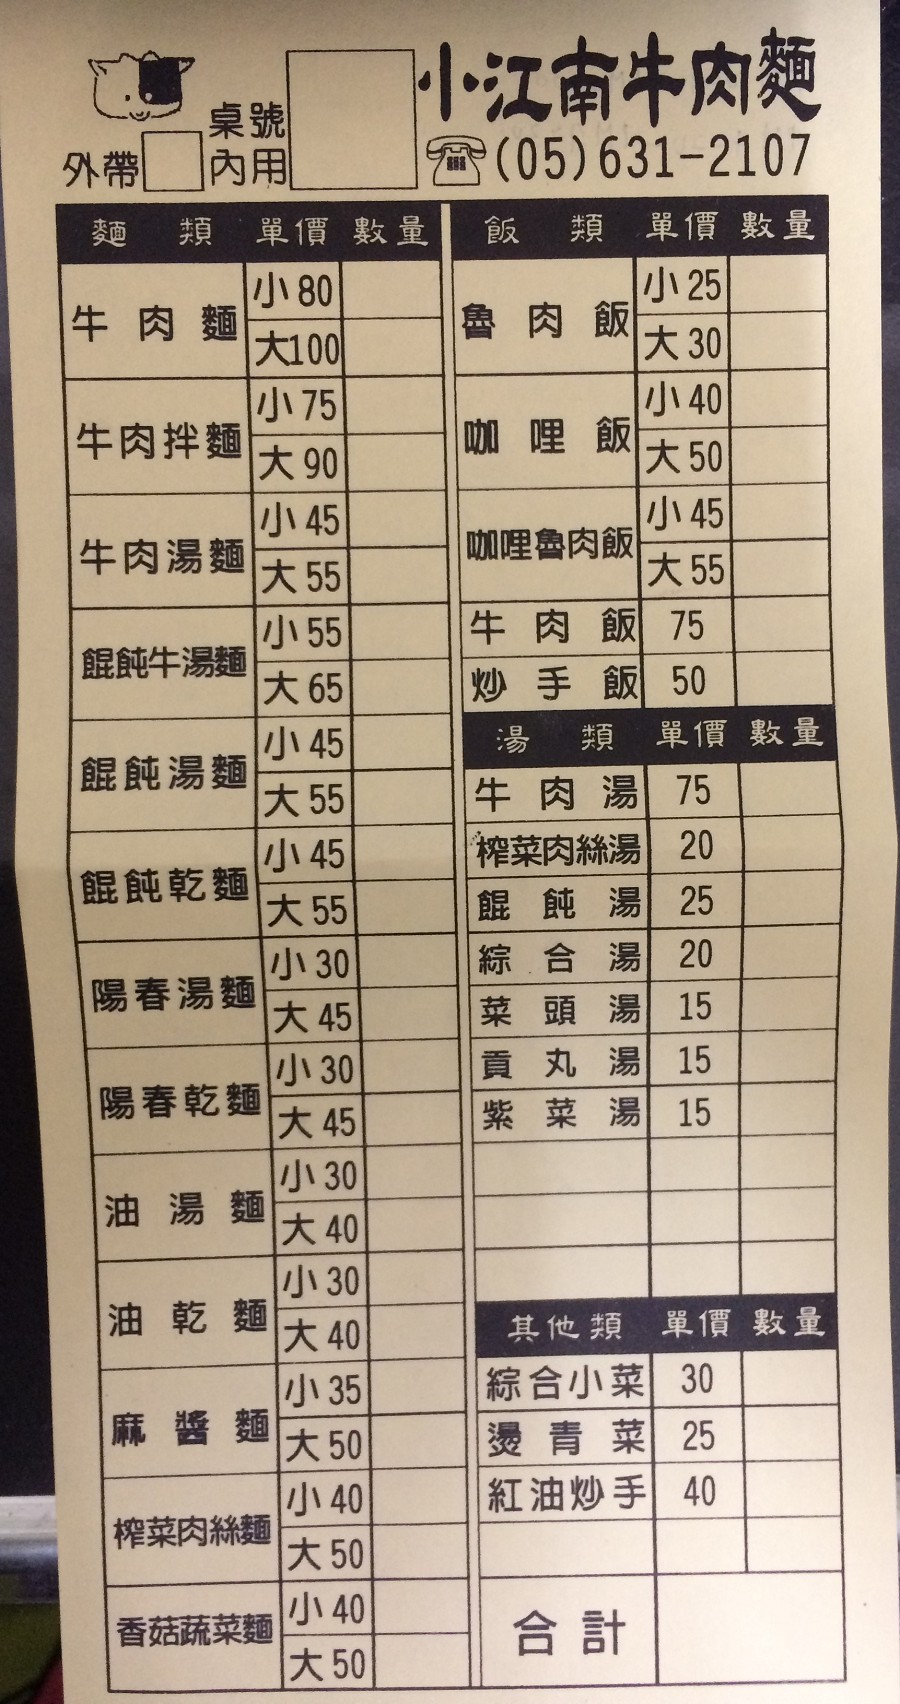 小江南牛肉麵
桌號
外帶 內用
(05)631-2107
麵類 單價 數量
牛肉麵 小80
大100
牛肉拌麵 小75
大90
牛肉湯麵 小45
大55
餛飩牛湯麵 小55
大65
餛飩湯麵 小45
大55
餛飩乾麵 小45
大55
陽春湯麵 小30
大45
陽春乾麵 小30
大45
油湯麵 小30
大40
油乾麵 小30
大40
麻醬麵 小35
大50
榨菜肉絲麵 小40
大50
香菇蔬菜麵 小40
大50
飯類 單價 數量
魯肉飯 小25
大30
咖哩飯 小40
大50
咖哩魯肉飯 小45
大55
牛肉飯 75
炒手飯 50
湯類 單價 數量
牛肉湯 75
榨菜肉絲湯 20
餛飩湯 25
綜合湯 20
菜頭湯 15
貢丸湯 15
紫菜湯 15
其他類 單價 數量
綜合小菜 30
燙青菜 25
紅油炒手 40
合計